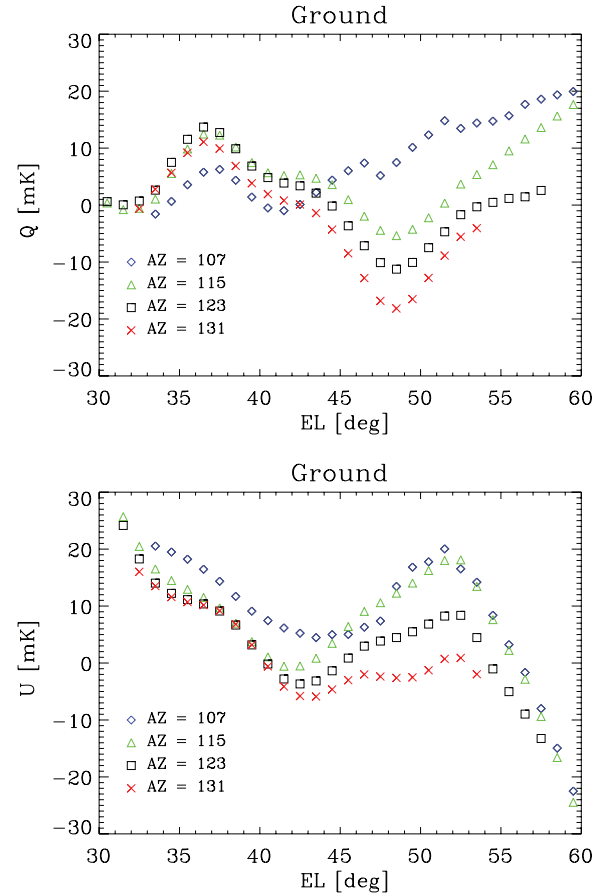 Ground
30
20
10
0
−10
−20
−30
Q [mK]
AZ = 107
AZ = 115
AZ = 123
AZ = 131
30 35 40 45 50 55 60
EL [deg]
Ground
30
20
10
0
−10
−20
−30
U [mK]
AZ = 107
AZ = 115
AZ = 123
AZ = 131
30 35 40 45 50 55 60
EL [deg]